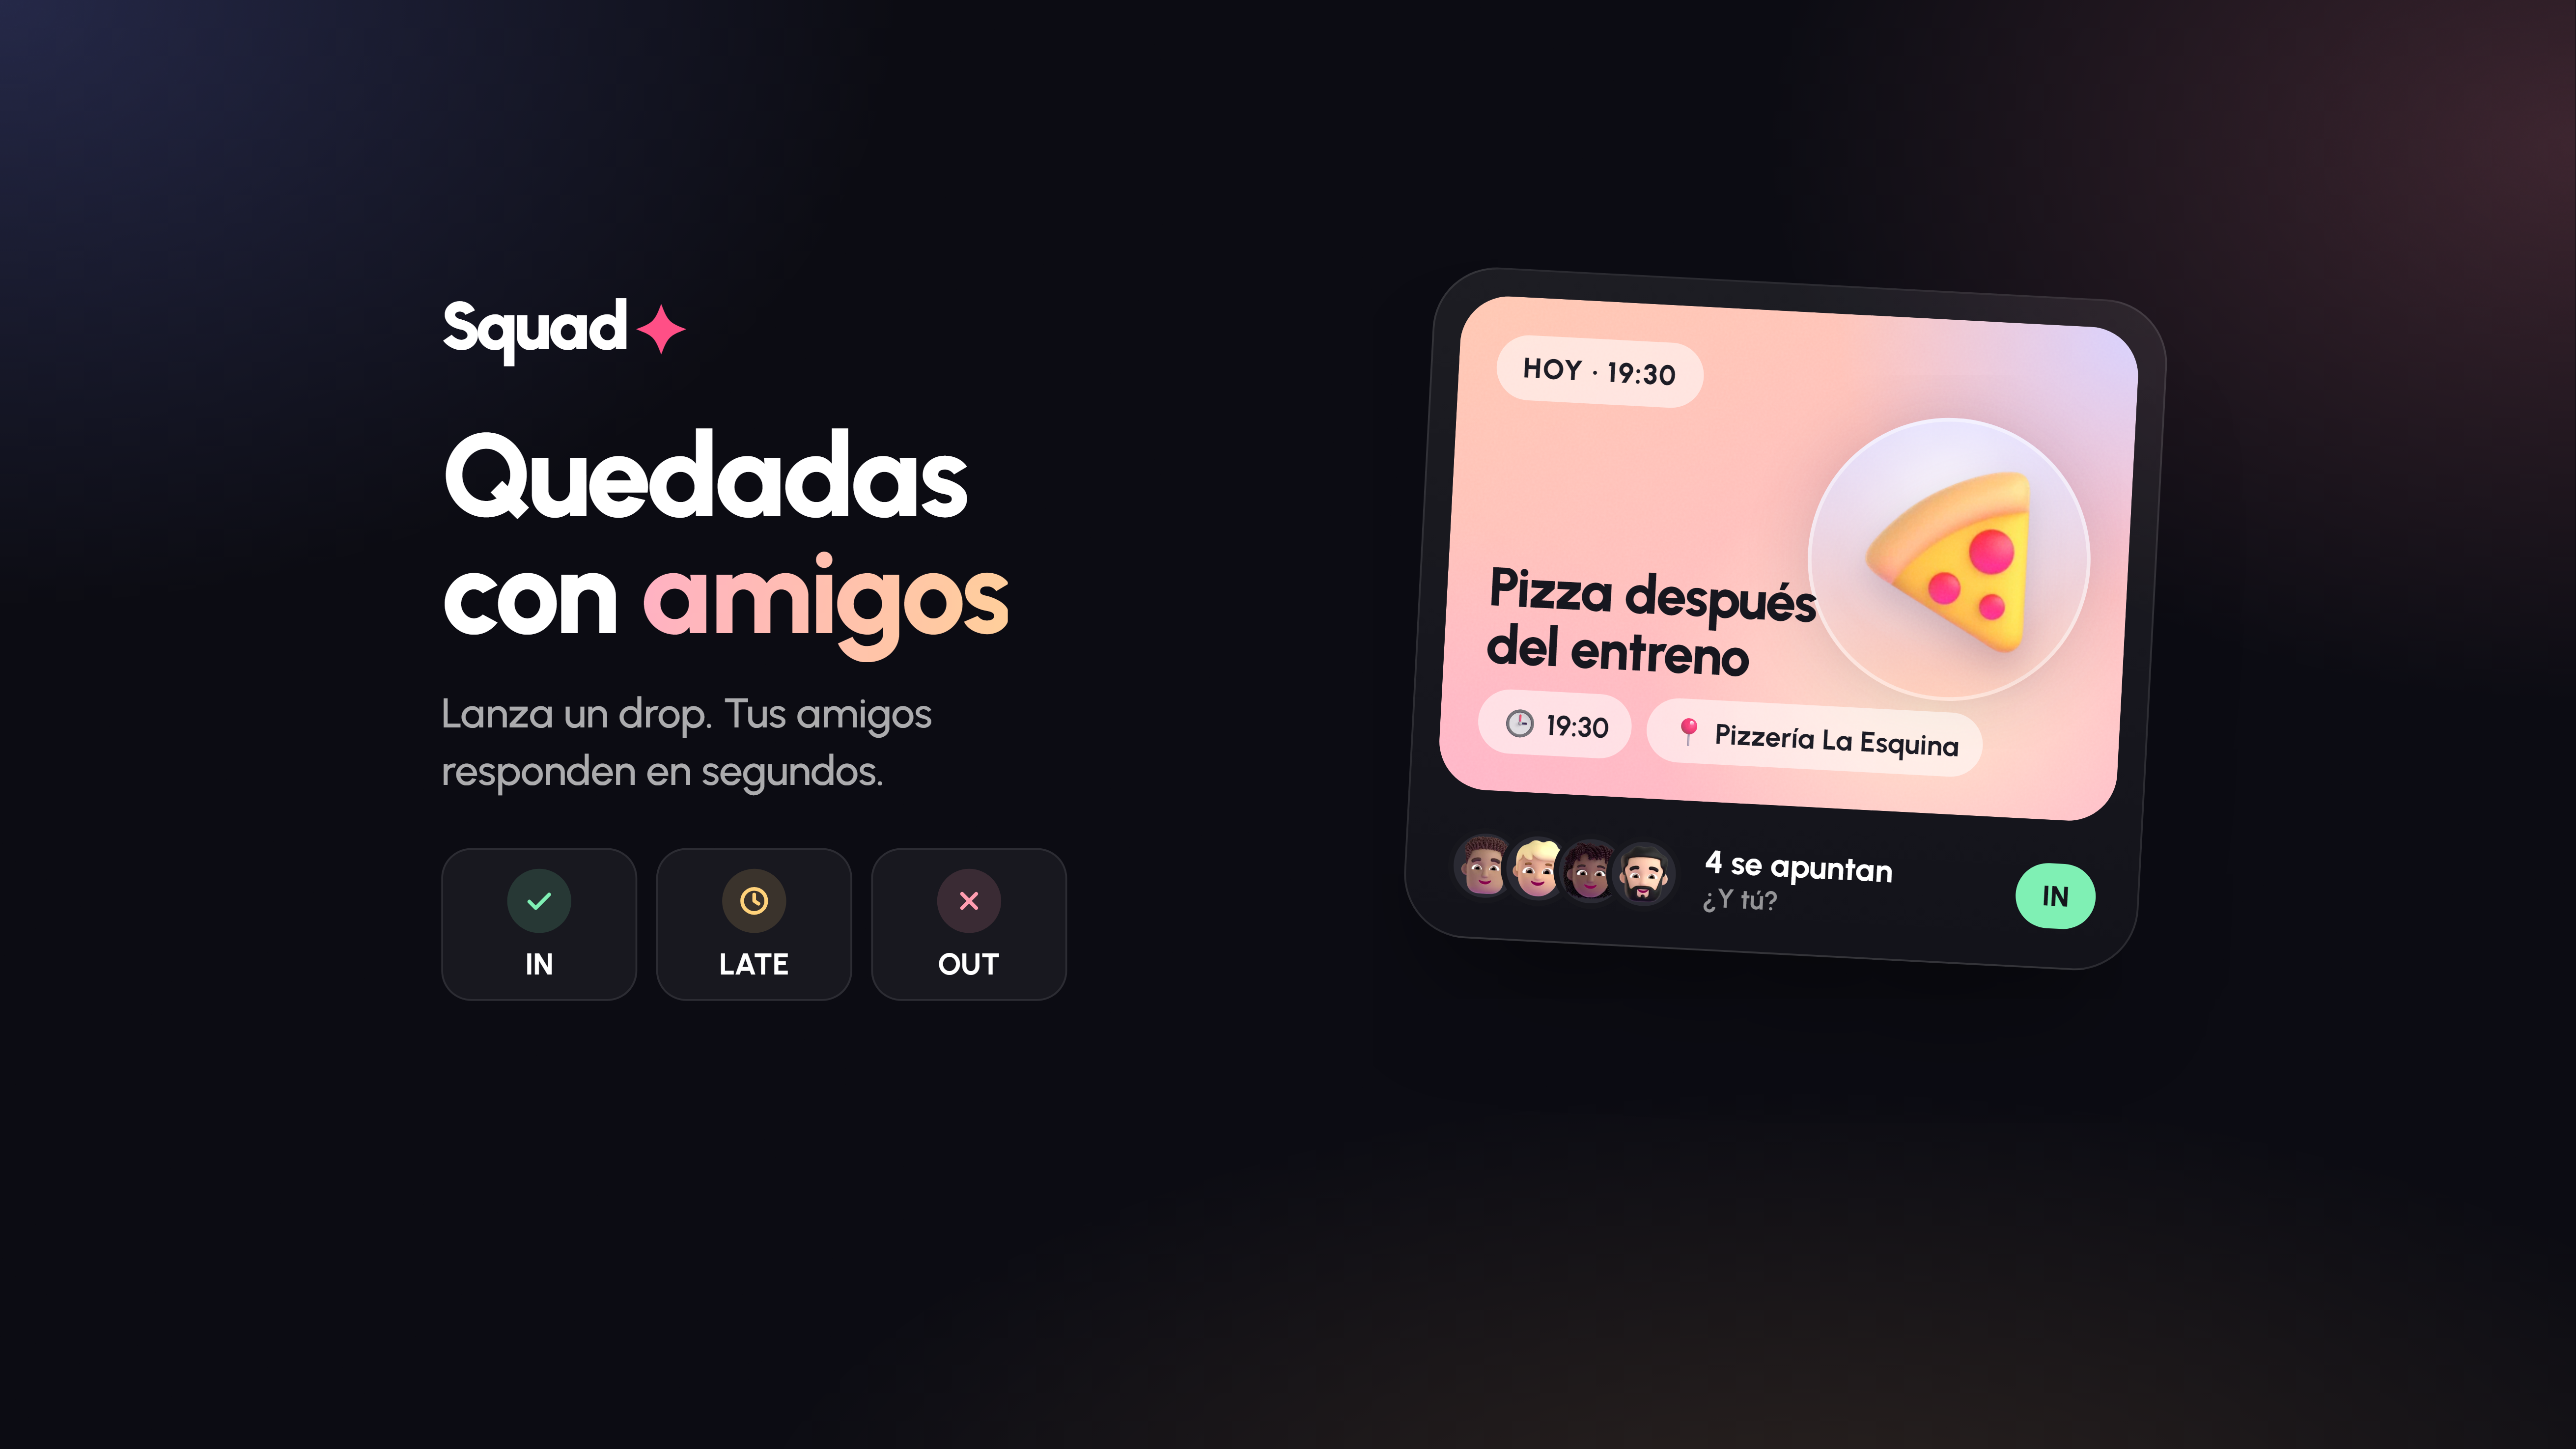 Squad
Quedadas
con amigos
Lanza un drop. Tus amigos
responden en segundos.
IN
LATE
OUT
HOY · 19:30
Pizza después
del entreno
19:30
Pizzería La Esquina
4 se apuntan
¿Y tú?
IN